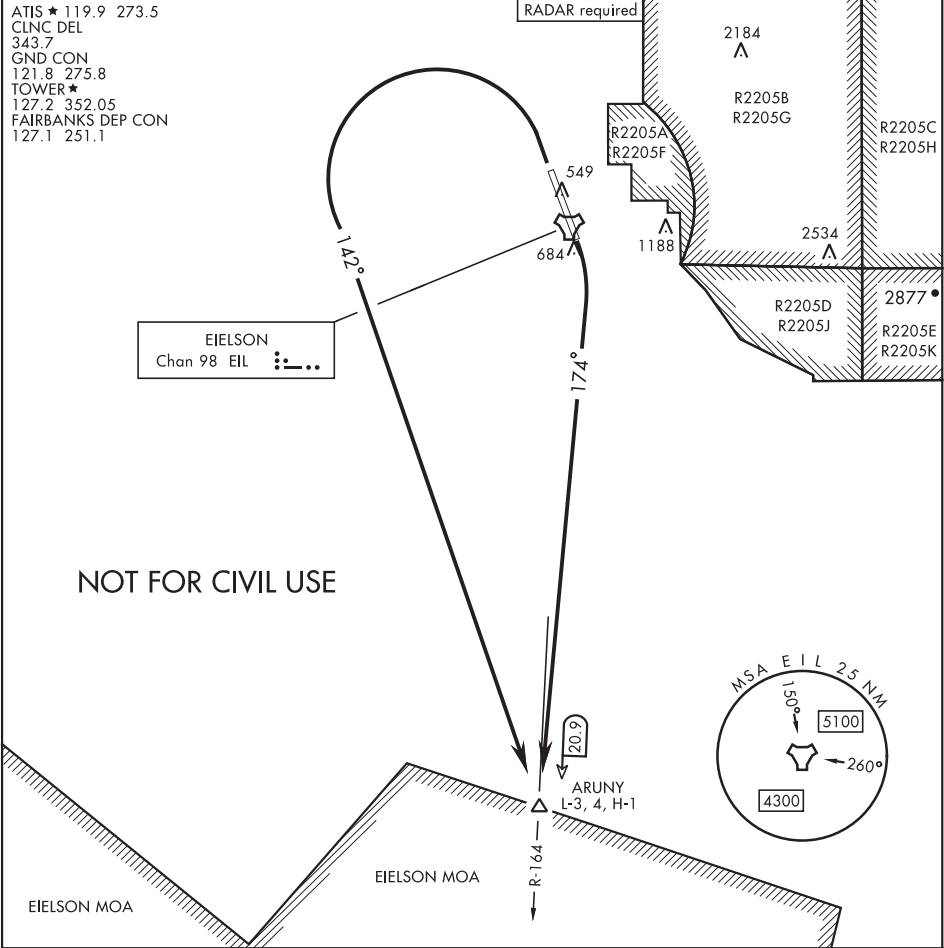 ATIS ★ 119.9 273.5
CLNC DEL
343.7
GND CON
121.8 275.8
TOWER ★
127.2 352.05
FAIRBANKS DEP CON
127.1 251.1
RADAR required
2184
R2205B
R2205G
R2205A
R2205F
R2205C
R2205H
549
684
1188
2534
142°
EIELSON
Chan 98 EIL
R2205D
R2205J
2877
R2205E
R2205K
174°
NOT FOR CIVIL USE
MSA EIL 25 NM
150°
5100
260°
4300
20.9
ARUNY
L-3, 4, H-1
R-164
EIELSON MOA
EIELSON MOA